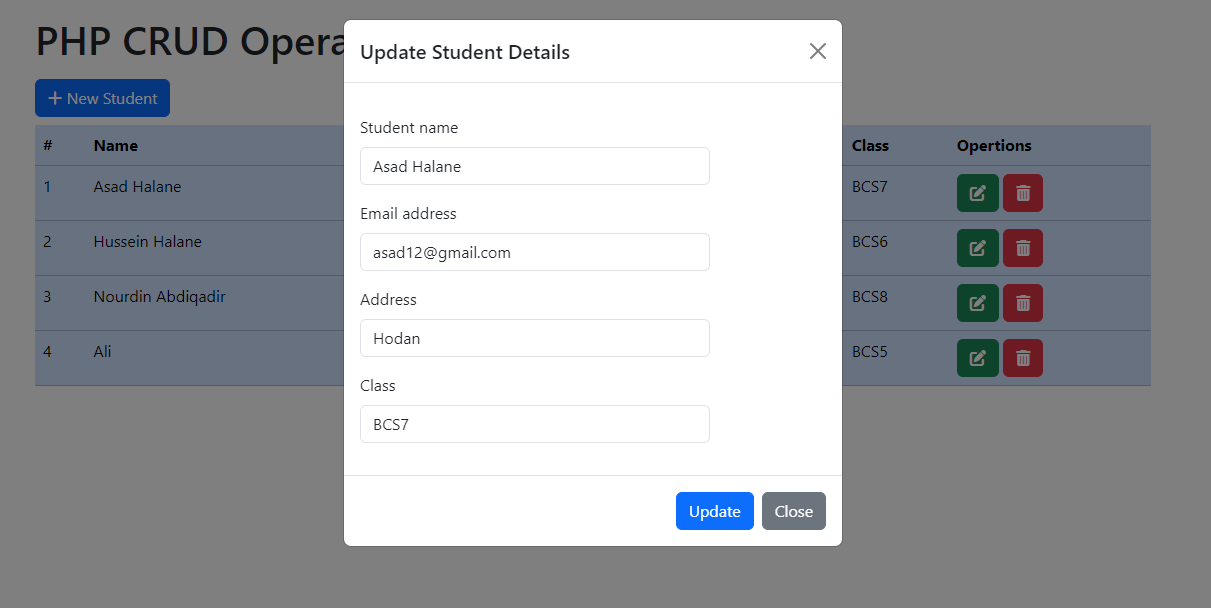 PHP CRUD Opera
New Student
# Name Class Opertions
1 Asad Halane BCS7
2 Hussein Halane BCS6
3 Nourdin Abdiqadir BCS8
4 Ali BCS5
Update Student Details
Student name
Asad Halane
Email address
asad12@gmail.com
Address
Hodan
Class
BCS7
Update Close